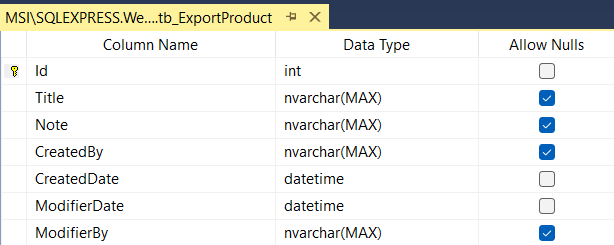 MSI\SQLEXPRESS.We....tb_ExportProduct
Column Name Data Type Allow Nulls
Id int
Title nvarchar(MAX)
Note nvarchar(MAX)
CreatedBy nvarchar(MAX)
CreatedDate datetime
ModifierDate datetime
ModifierBy nvarchar(MAX)